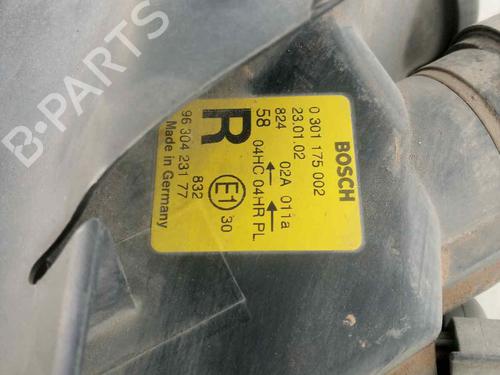 BOSCH
0 301 175 002
23.01.02
824 02A 011a
← ←
58 04HC 04HR PL
R E1 30
832
96 304 231 77
Made in Germany
B-PARTS